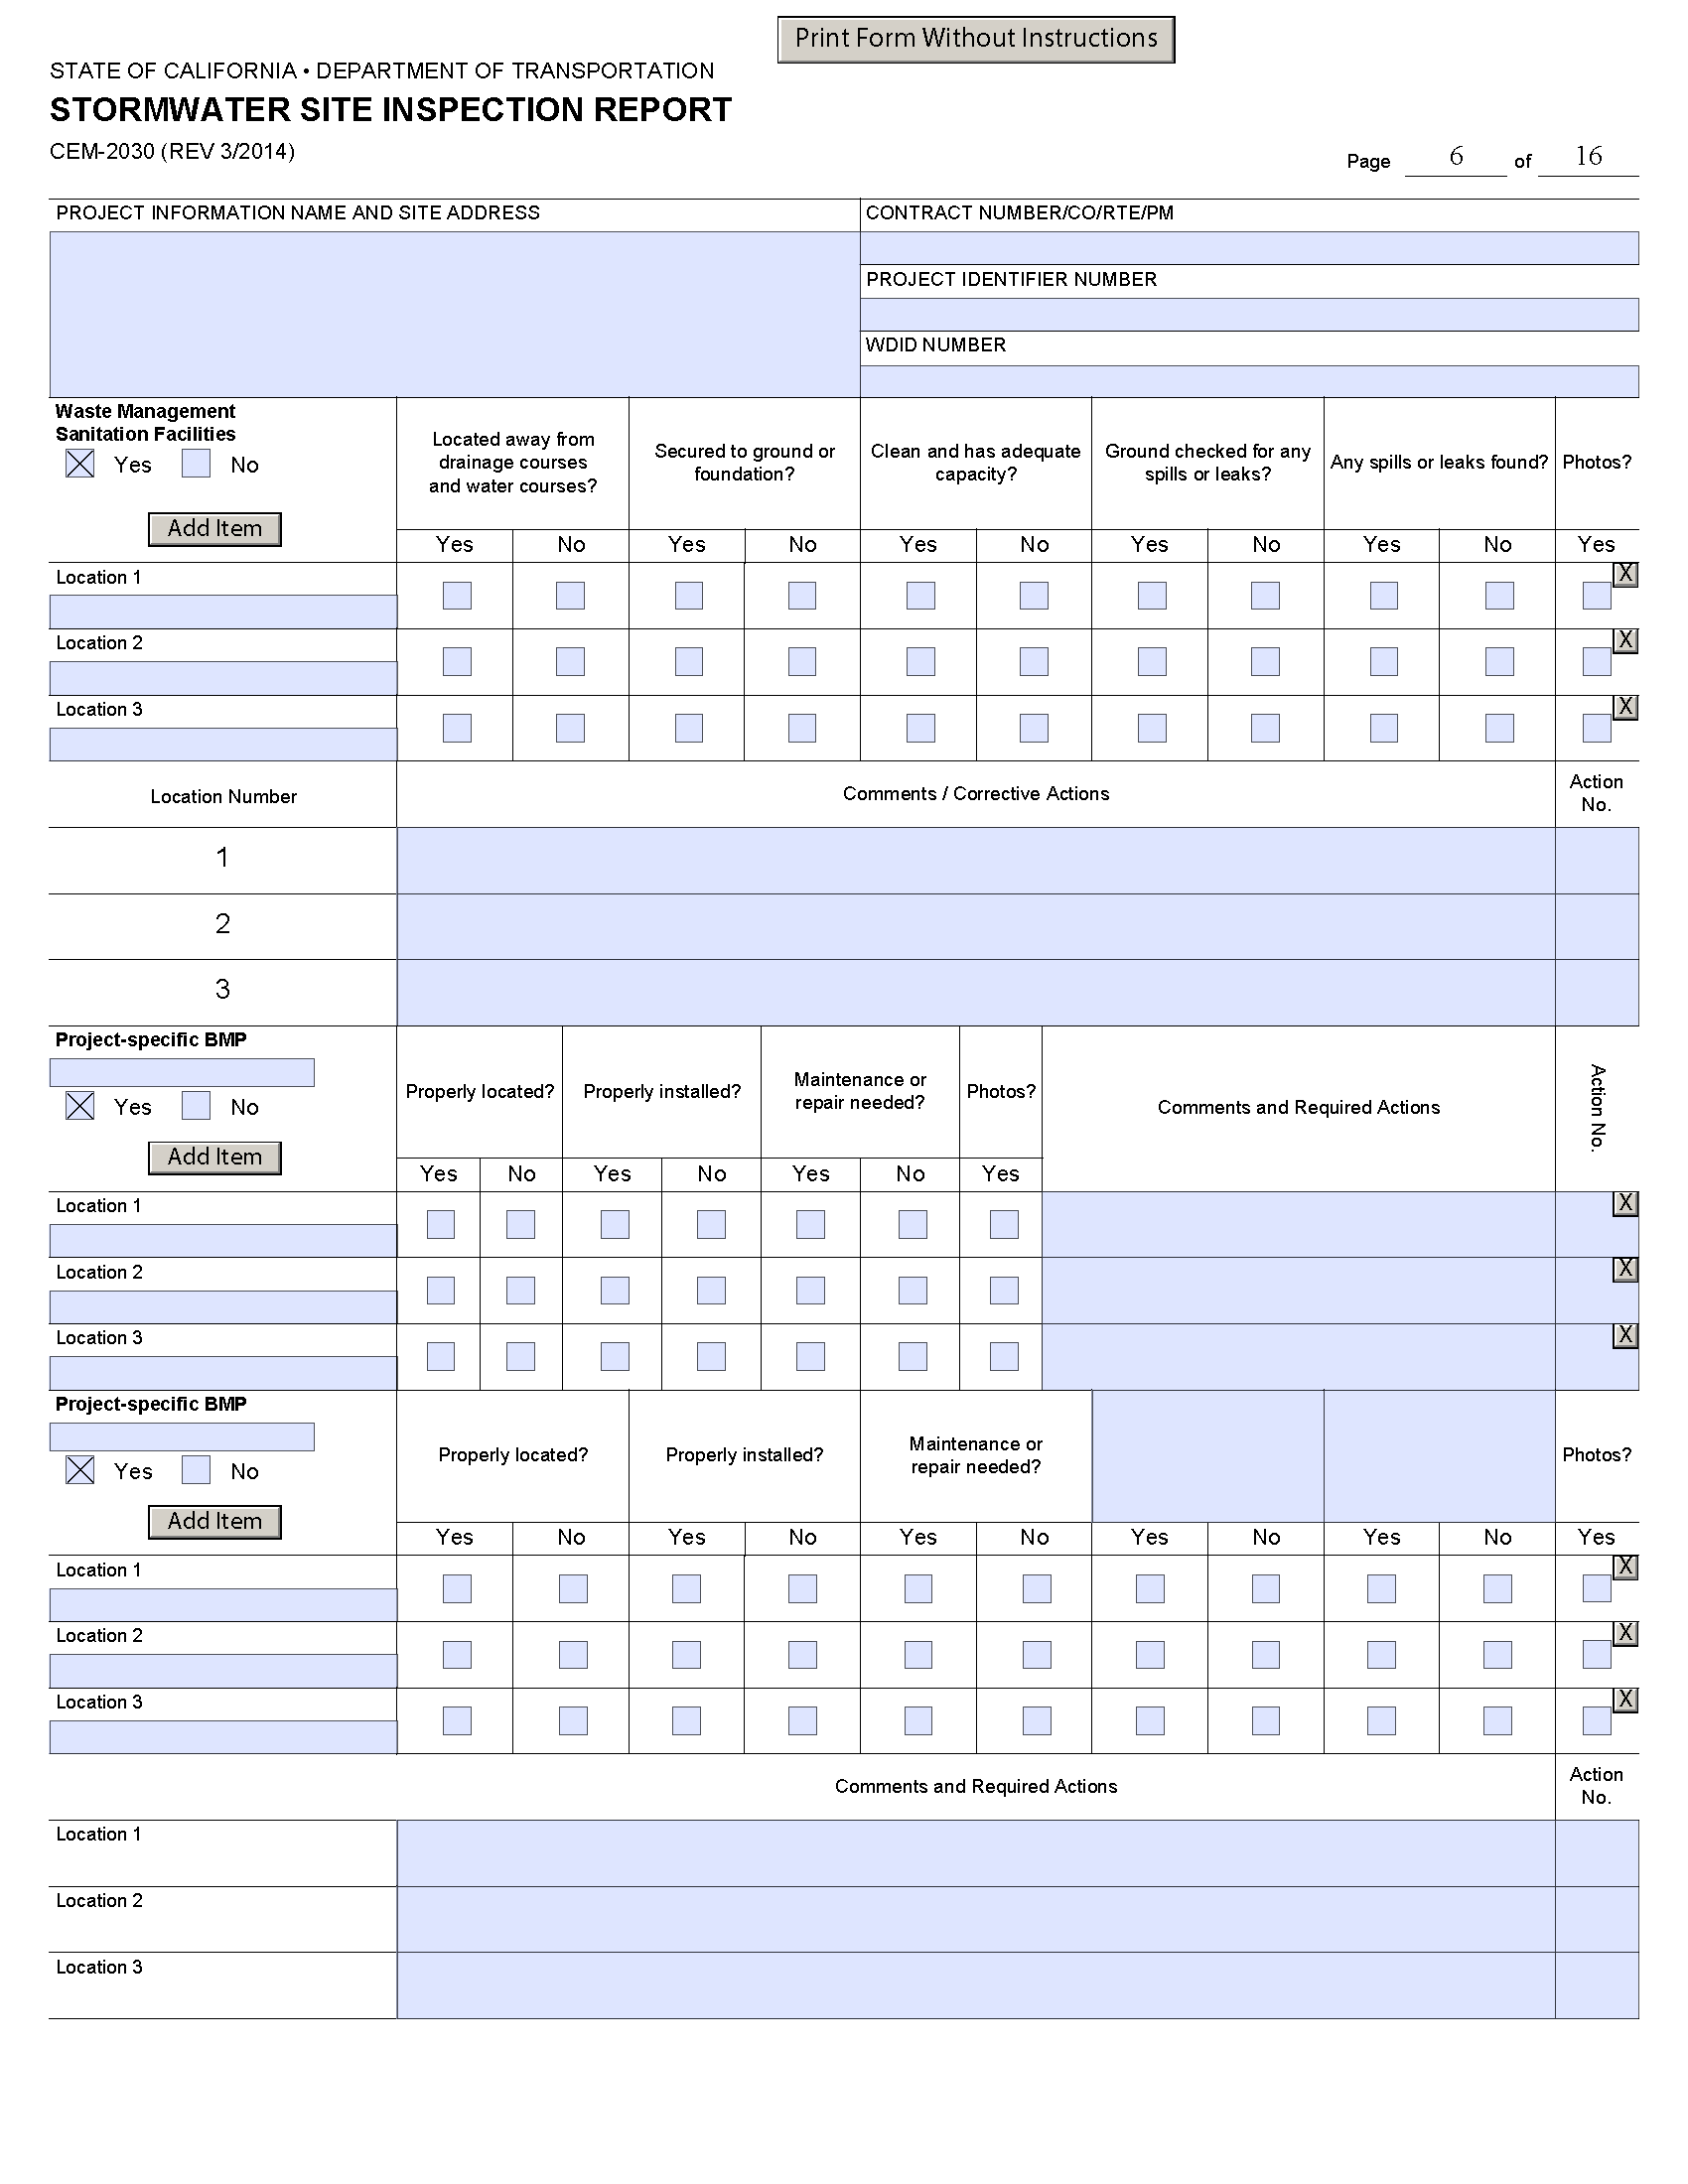 Print Form Without Instructions
STATE OF CALIFORNIA • DEPARTMENT OF TRANSPORTATION
STORMWATER SITE INSPECTION REPORT
CEM-2030 (REV 3/2014)
Page 6 of 16
PROJECT INFORMATION NAME AND SITE ADDRESS
CONTRACT NUMBER/CO/RTE/PM
PROJECT IDENTIFIER NUMBER
WDID NUMBER
Waste Management
Sanitation Facilities
Yes No
Add Item
Located away from
drainage courses
and water courses?
Secured to ground or
foundation?
Clean and has adequate
capacity?
Ground checked for any
spills or leaks?
Any spills or leaks found?
Photos?
Yes No Yes No Yes No Yes No Yes No Yes
Location 1
X
Location 2
X
Location 3
X
Location Number
Comments / Corrective Actions
Action
No.
1
2
3
Project-specific BMP
Yes No
Add Item
Properly located?
Properly installed?
Maintenance or
repair needed?
Photos?
Comments and Required Actions
Action No.
Yes No Yes No Yes No Yes
Location 1
X
Location 2
X
Location 3
X
Project-specific BMP
Yes No
Add Item
Properly located?
Properly installed?
Maintenance or
repair needed?
Photos?
Yes No Yes No Yes No Yes No Yes No Yes
Location 1
X
Location 2
X
Location 3
X
Comments and Required Actions
Action
No.
Location 1
Location 2
Location 3